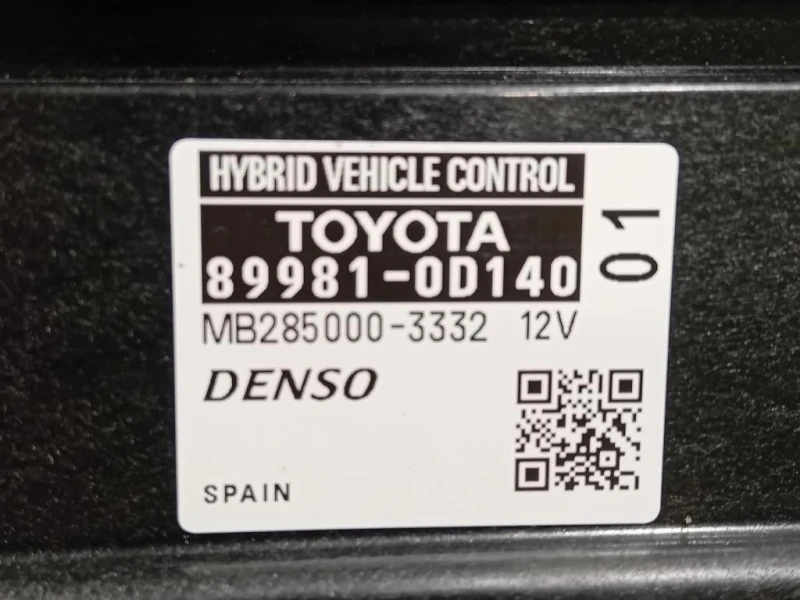 HYBRID VEHICLE CONTROL
TOYOTA
89981-0D140
01
MB285000-3332 12V
DENSO
SPAIN